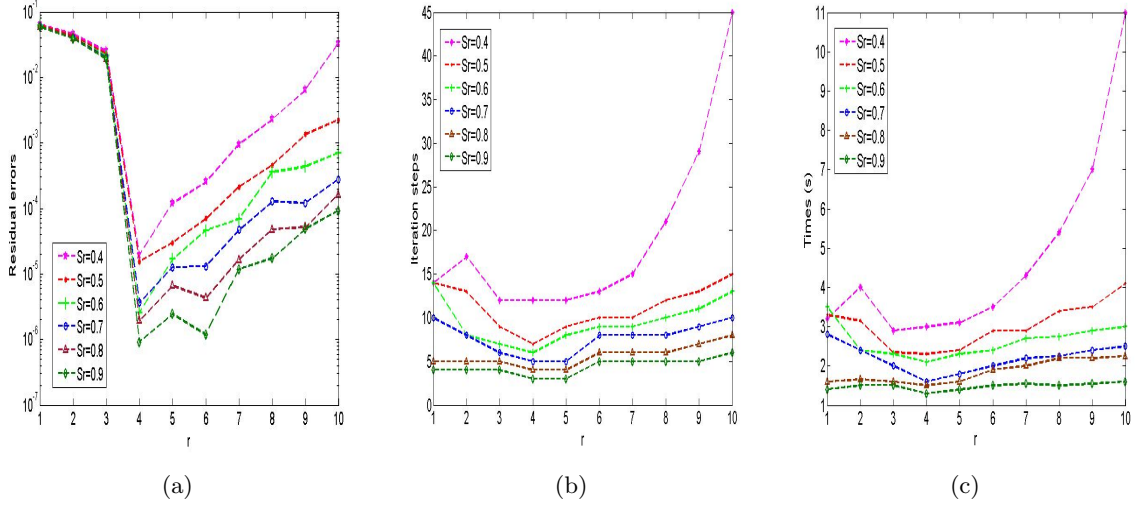 10^-1
10^-2
10^-3
10^-4
10^-5
10^-6
10^-7
Residual errors
Sr=0.4
Sr=0.5
Sr=0.6
Sr=0.7
Sr=0.8
Sr=0.9
1 2 3 4 5 6 7 8 9 10
r
(a)
45
40
35
30
25
20
15
10
5
0
Iteration steps
Sr=0.4
Sr=0.5
Sr=0.6
Sr=0.7
Sr=0.8
Sr=0.9
1 2 3 4 5 6 7 8 9 10
r
(b)
11
10
9
8
7
6
5
4
3
2
1
Times (s)
Sr=0.4
Sr=0.5
Sr=0.6
Sr=0.7
Sr=0.8
Sr=0.9
1 2 3 4 5 6 7 8 9 10
r
(c)